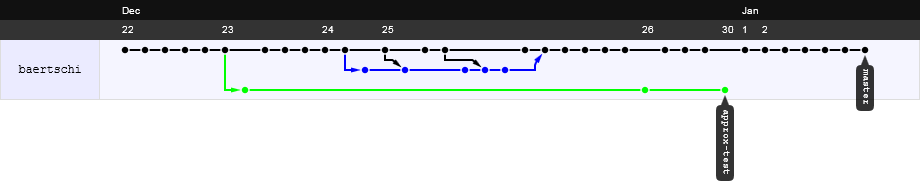 Dec Jan
22 23 24 25 26 30 1 2
baertschi
master
approx-test